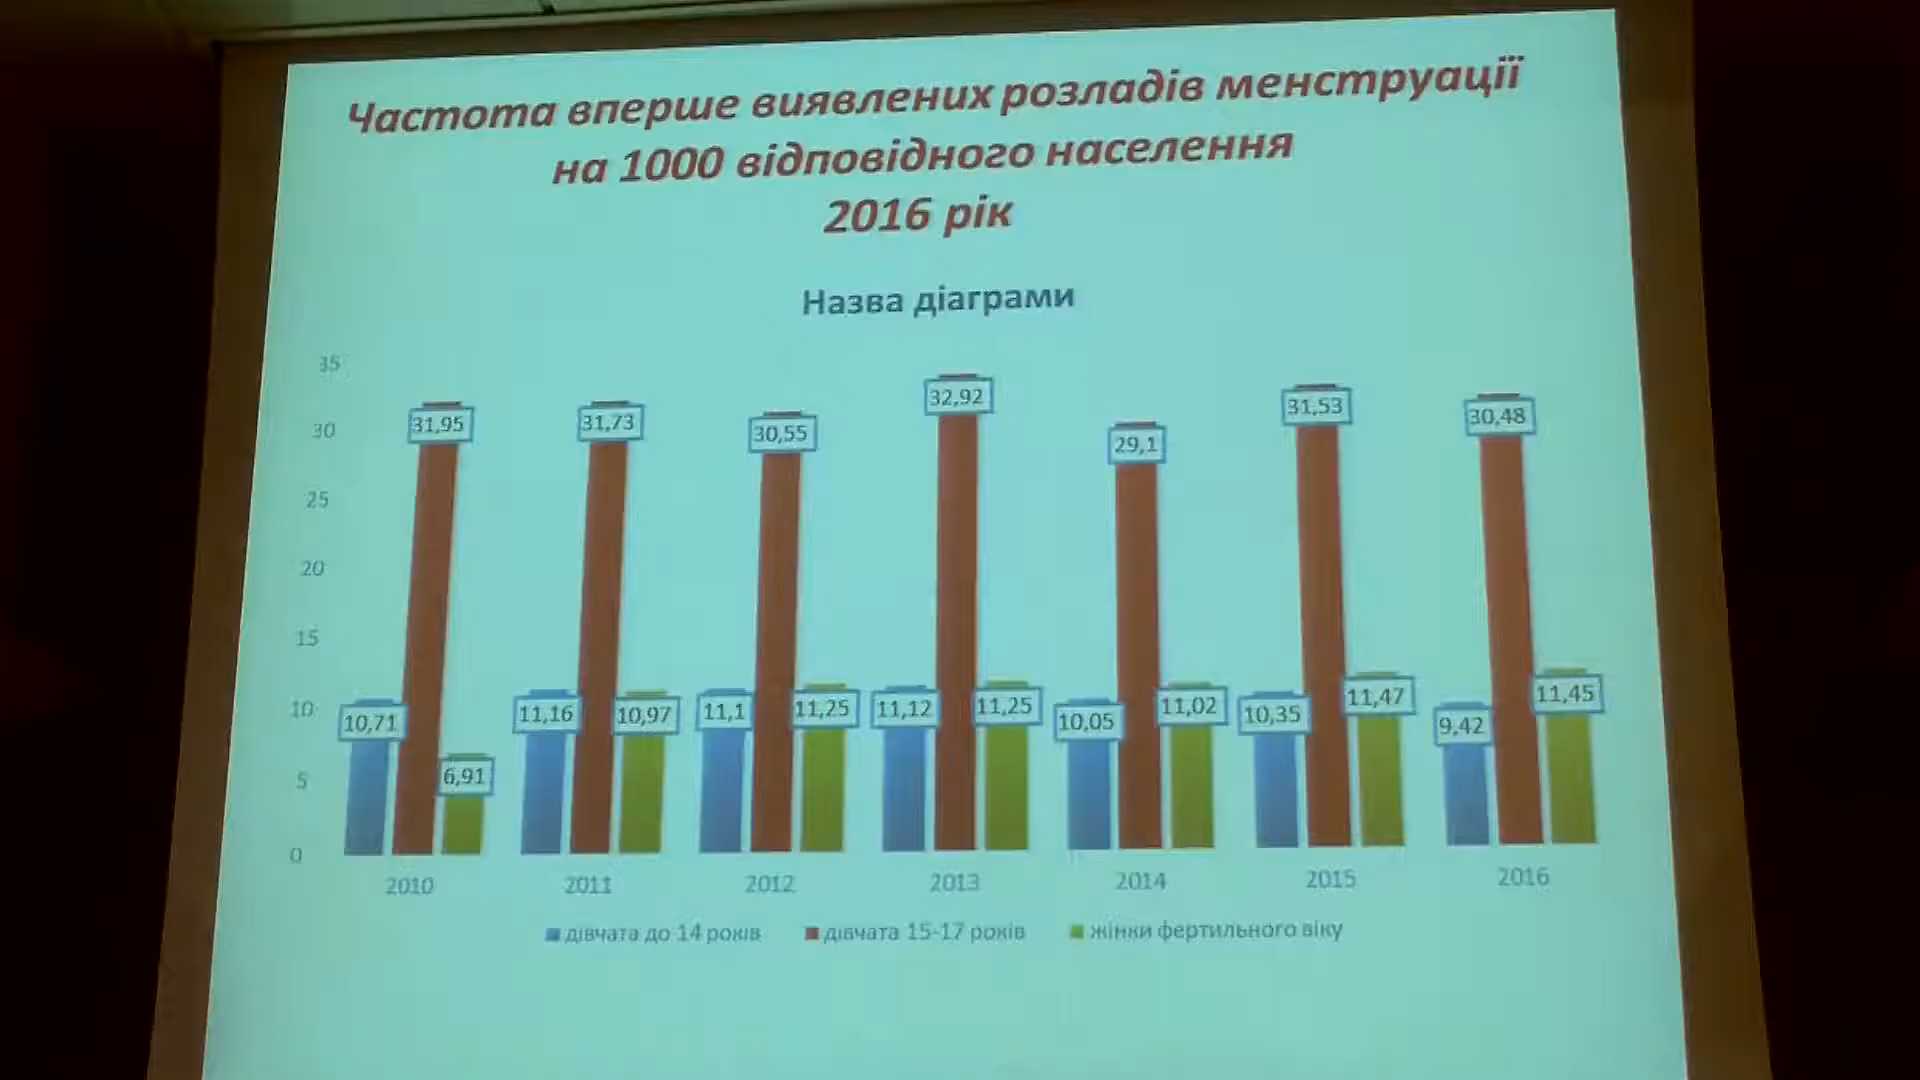 Частота вперше виявлених розладів менструації
на 1000 відповідного населення
2016 рік
Назва діаграми
35
30
25
20
15
10
5
0
10,71 31,95 6,91
11,16 31,73 10,97
11,1 30,55 11,25
11,12 32,92 11,25
10,05 29,1 11,02
10,35 31,53 11,47
9,42 30,48 11,45
2010 2011 2012 2013 2014 2015 2016
дівчата до 14 років дівчата 15-17 років жінки фертильного віку